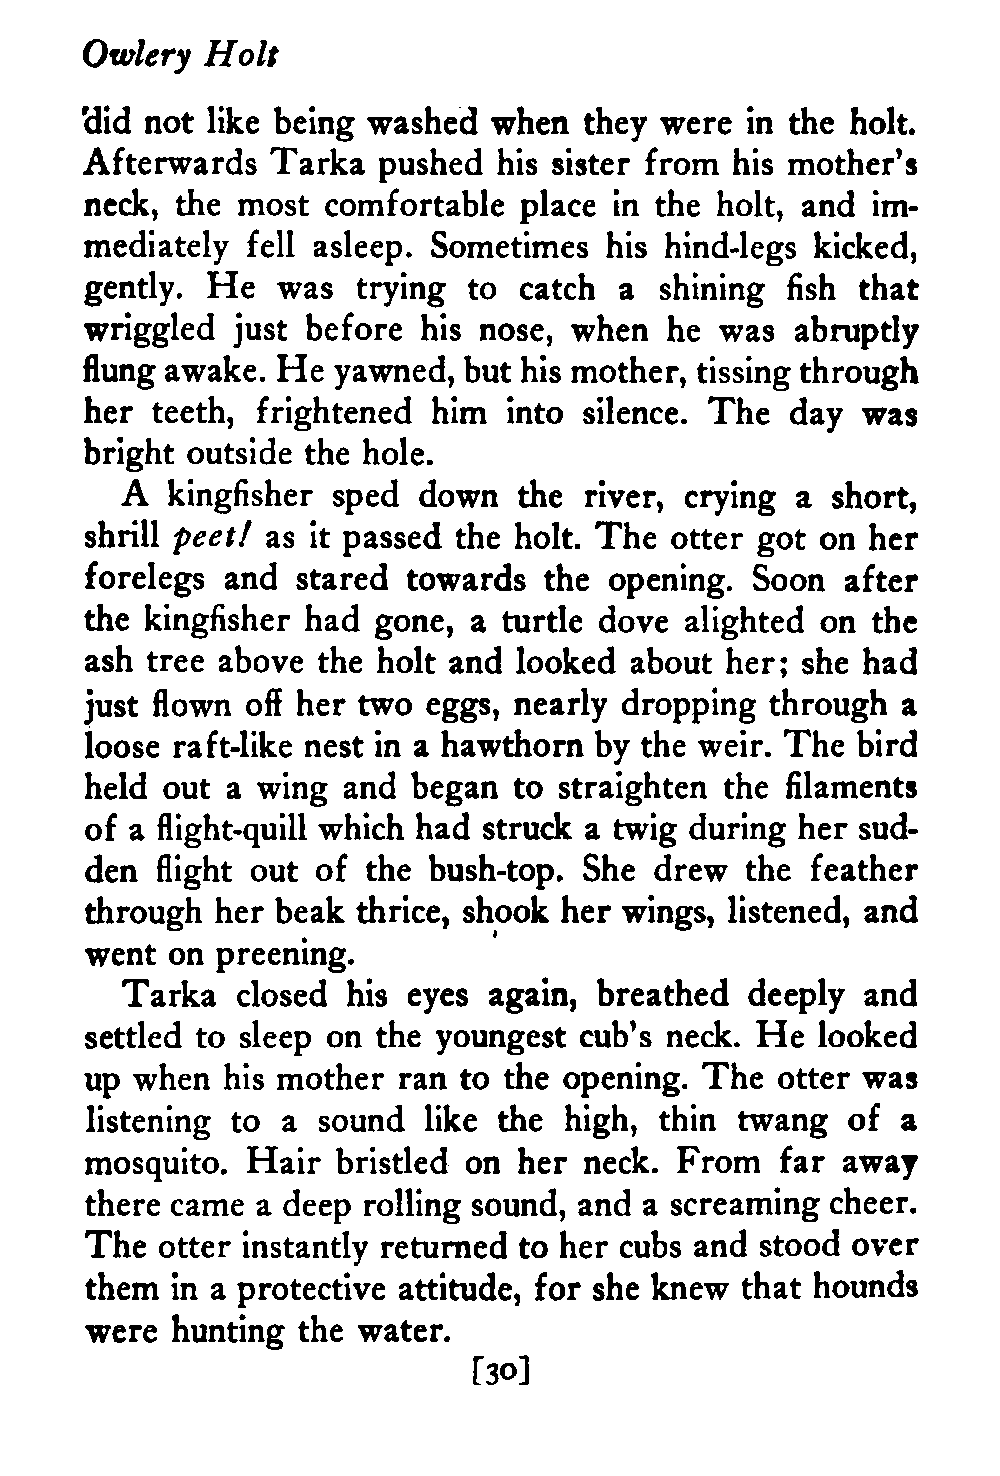 Owlery Holt
did not like being washed when they were in the holt.
Afterwards Tarka pushed his sister from his mother's
neck, the most comfortable place in the holt, and im-
mediately fell asleep. Sometimes his hind-legs kicked,
gently. He was trying to catch a shining fish that
wriggled just before his nose, when he was abruptly
flung awake. He yawned, but his mother, tissing through
her teeth, frightened him into silence. The day was
bright outside the hole.
A kingfisher sped down the river, crying a short,
shrill peet! as it passed the holt. The otter got on her
forelegs and stared towards the opening. Soon after
the kingfisher had gone, a turtle dove alighted on the
ash tree above the holt and looked about her; she had
just flown off her two eggs, nearly dropping through a
loose raft-like nest in a hawthorn by the weir. The bird
held out a wing and began to straighten the filaments
of a flight-quill which had struck a twig during her sud-
den flight out of the bush-top. She drew the feather
through her beak thrice, shook her wings, listened, and
went on preening.
Tarka closed his eyes again, breathed deeply and
settled to sleep on the youngest cub's neck. He looked
up when his mother ran to the opening. The otter was
listening to a sound like the high, thin twang of a
mosquito. Hair bristled on her neck. From far away
there came a deep rolling sound, and a screaming cheer.
The otter instantly returned to her cubs and stood over
them in a protective attitude, for she knew that hounds
were hunting the water.
[30]